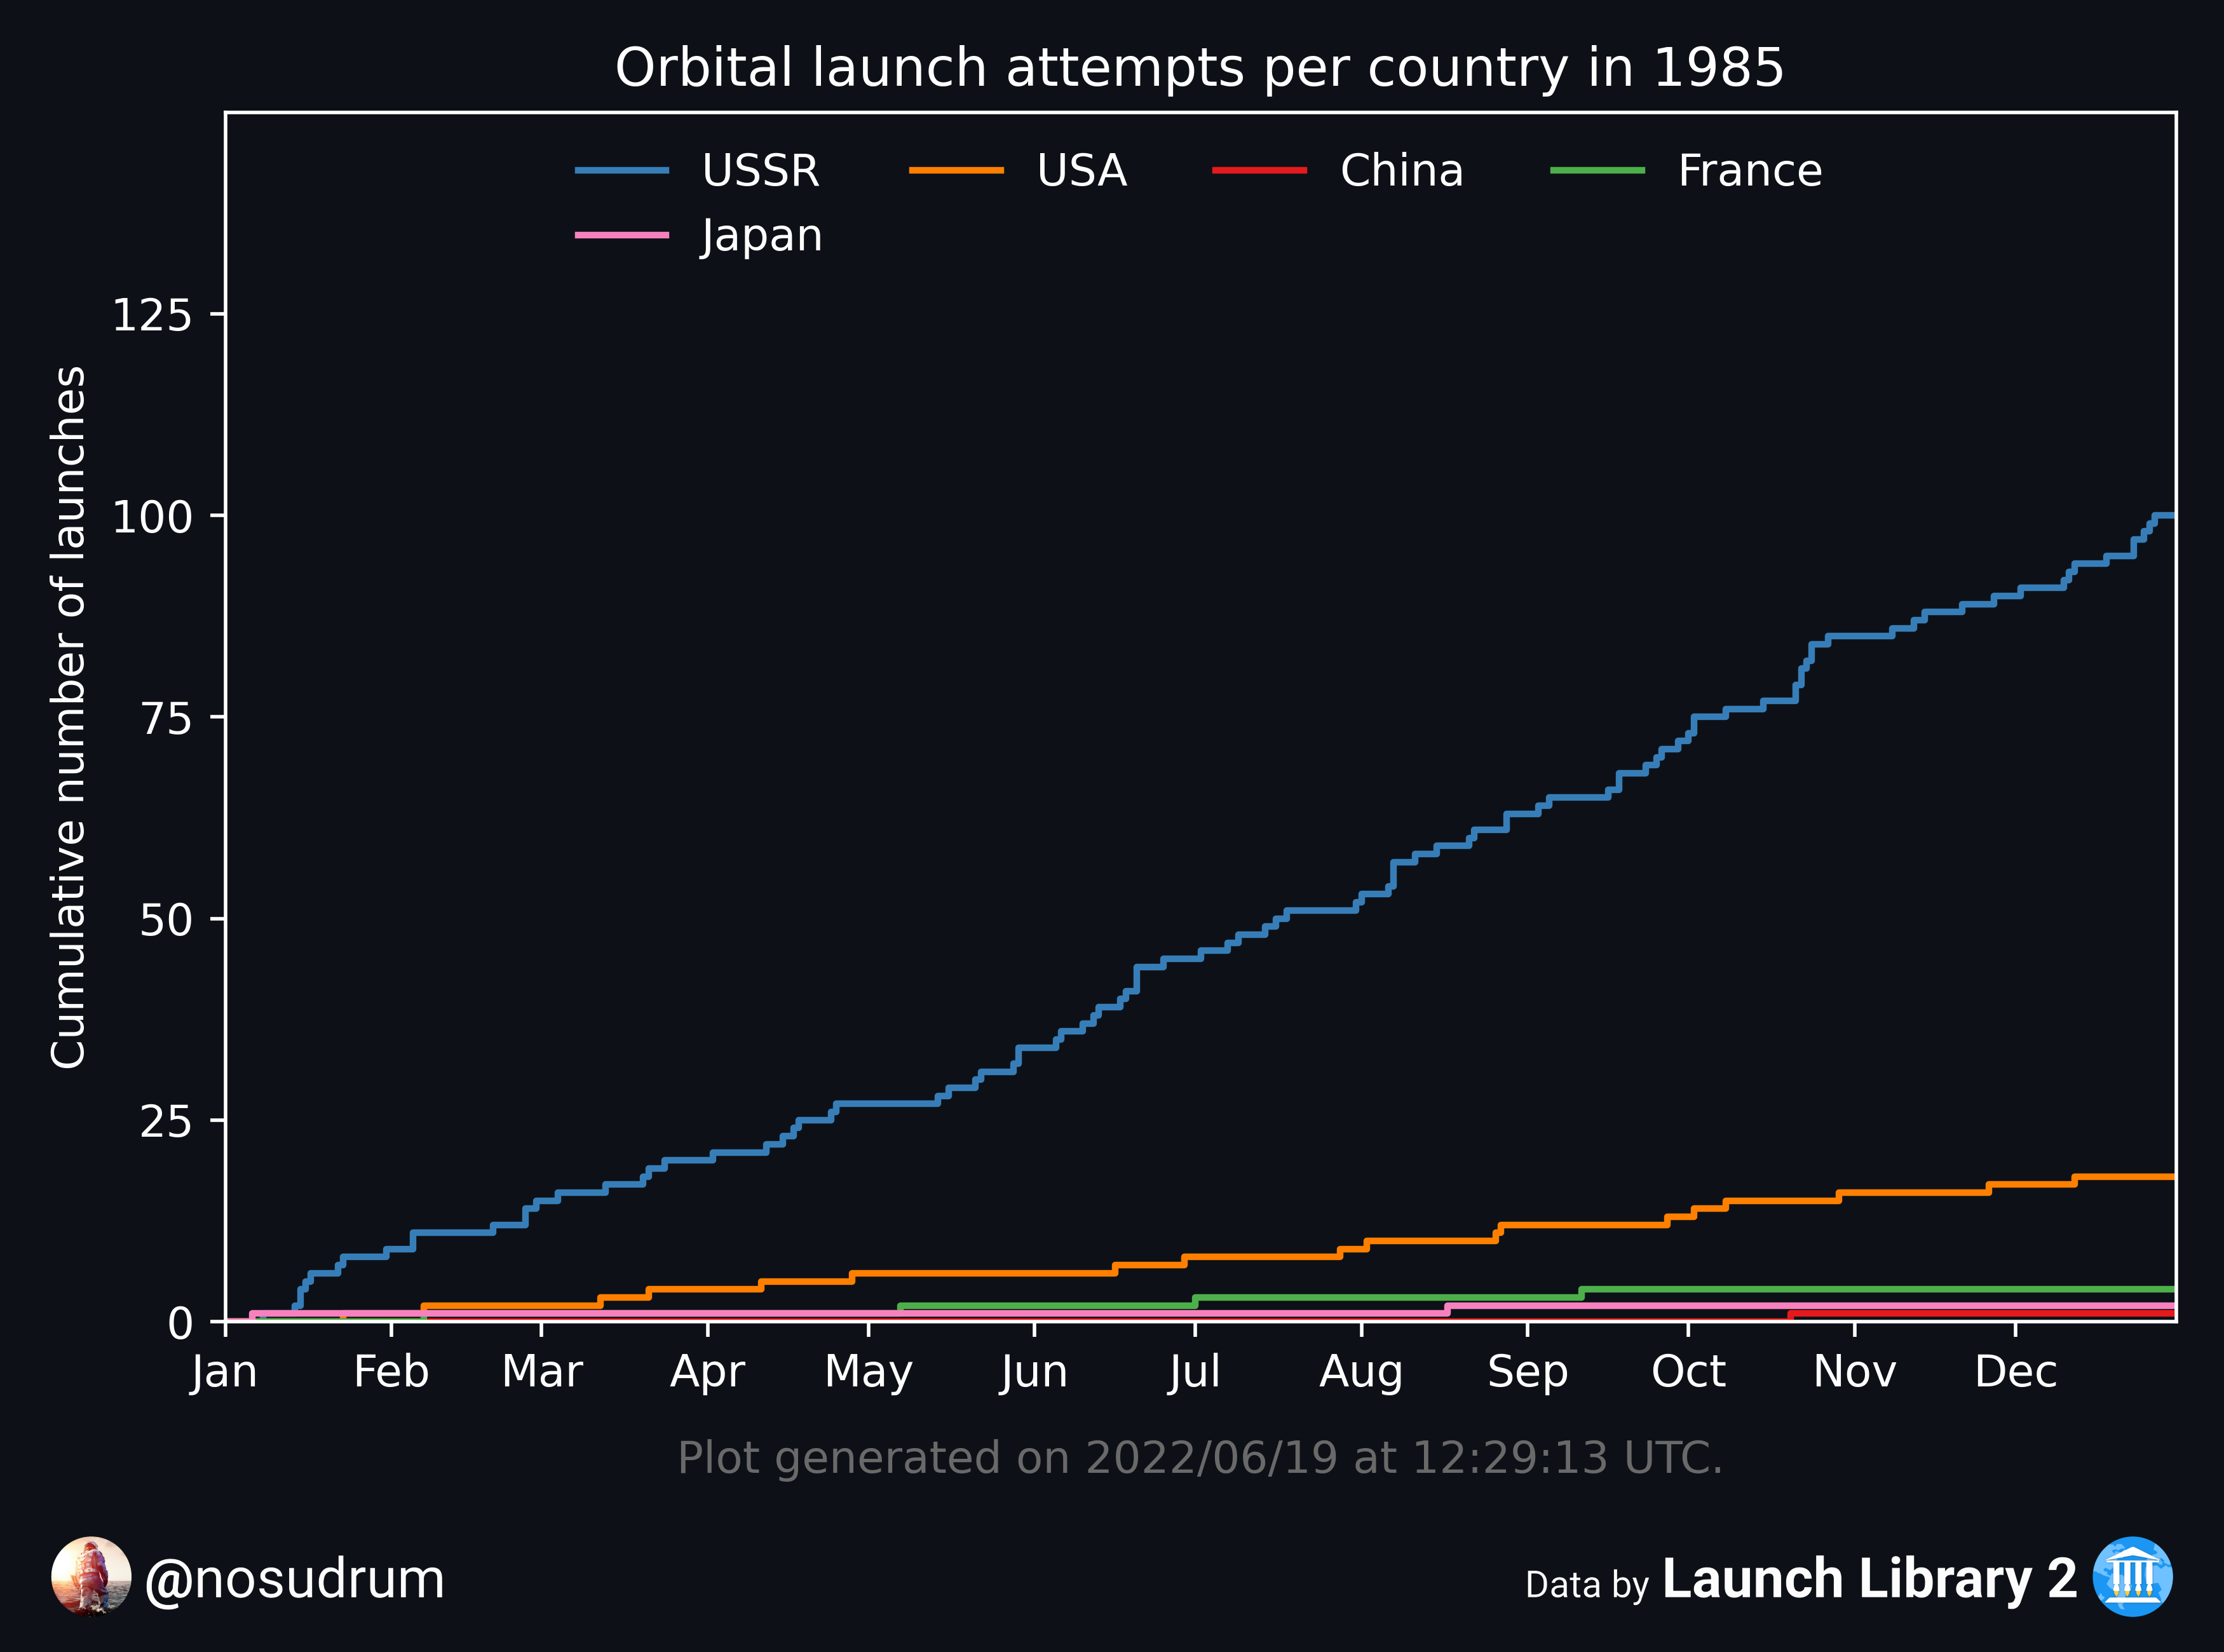 Orbital launch attempts per country in 1985
USSR USA China France
Japan
Cumulative number of launches
125
100
75
50
25
0
Jan Feb Mar Apr May Jun Jul Aug Sep Oct Nov Dec
Plot generated on 2022/06/19 at 12:29:13 UTC.
@nosudrum
Data by Launch Library 2